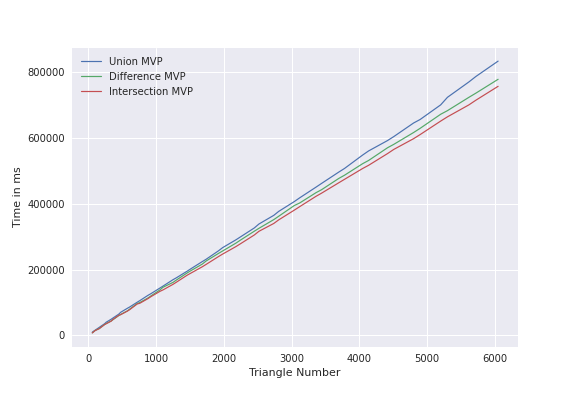 Union MVP
Difference MVP
Intersection MVP
800000
600000
400000
200000
0
Time in ms
0 1000 2000 3000 4000 5000 6000
Triangle Number